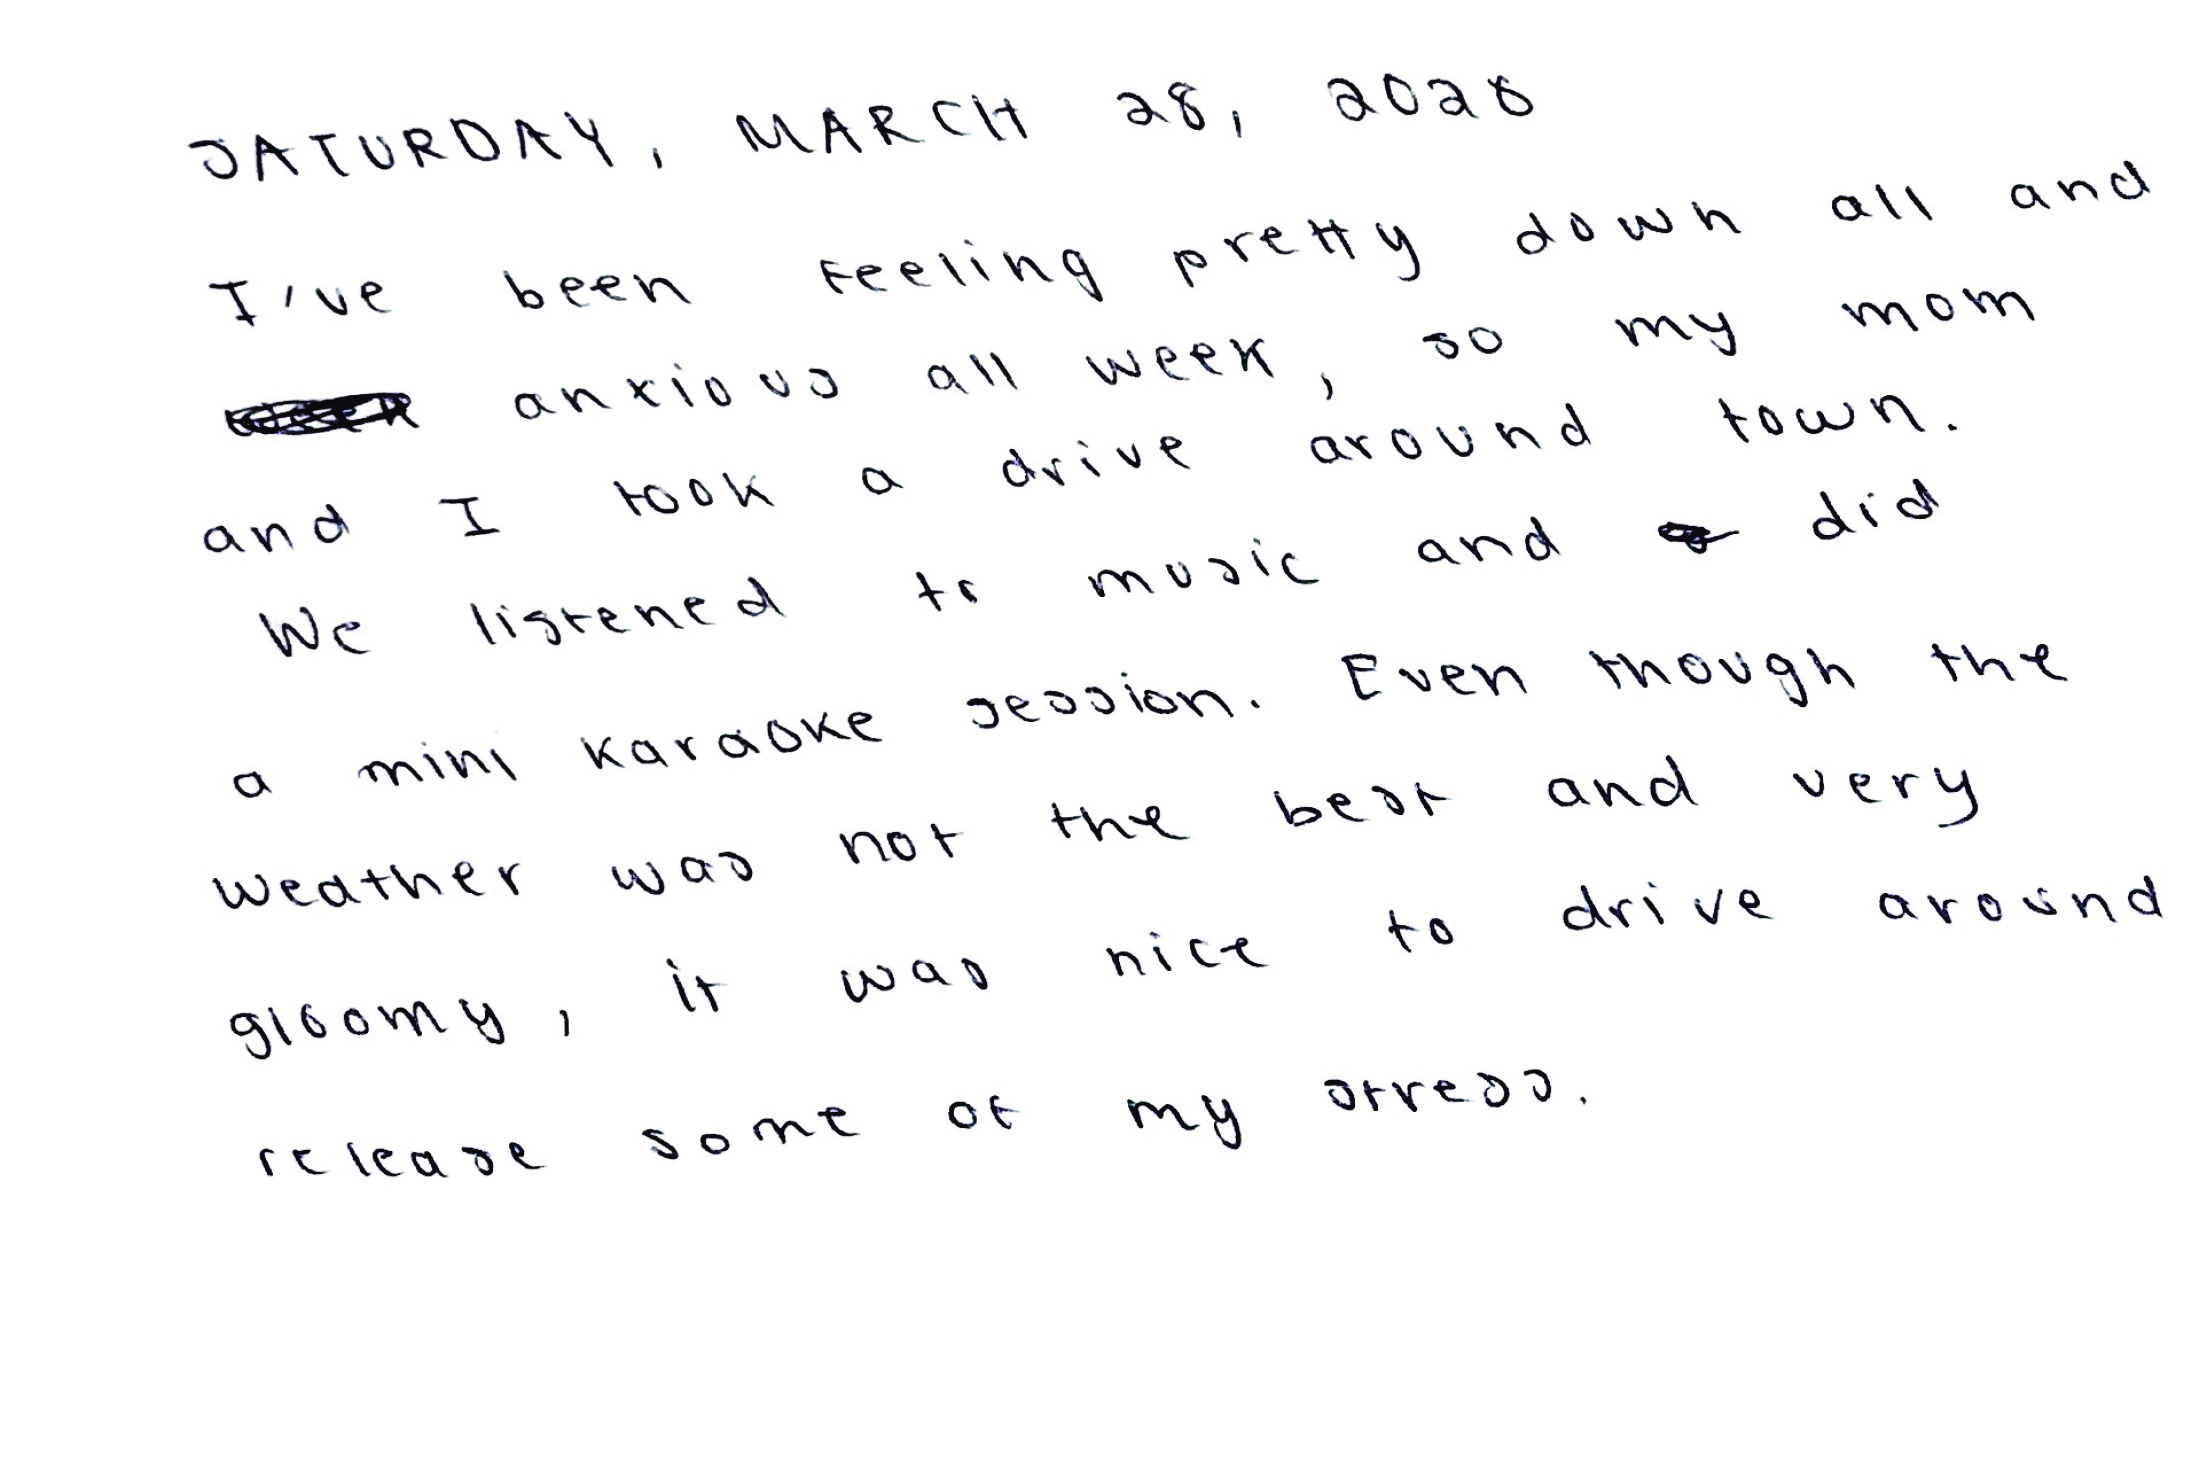 SATURDAY, MARCH 28, 2026
I've been feeling pretty down all and
anxious all week, so my mom
and I took a drive around town.
We listened to music and did
a mini karaoke session. Even though the
weather was not the best and very
gloomy, it was nice to drive around
release some of my stress.